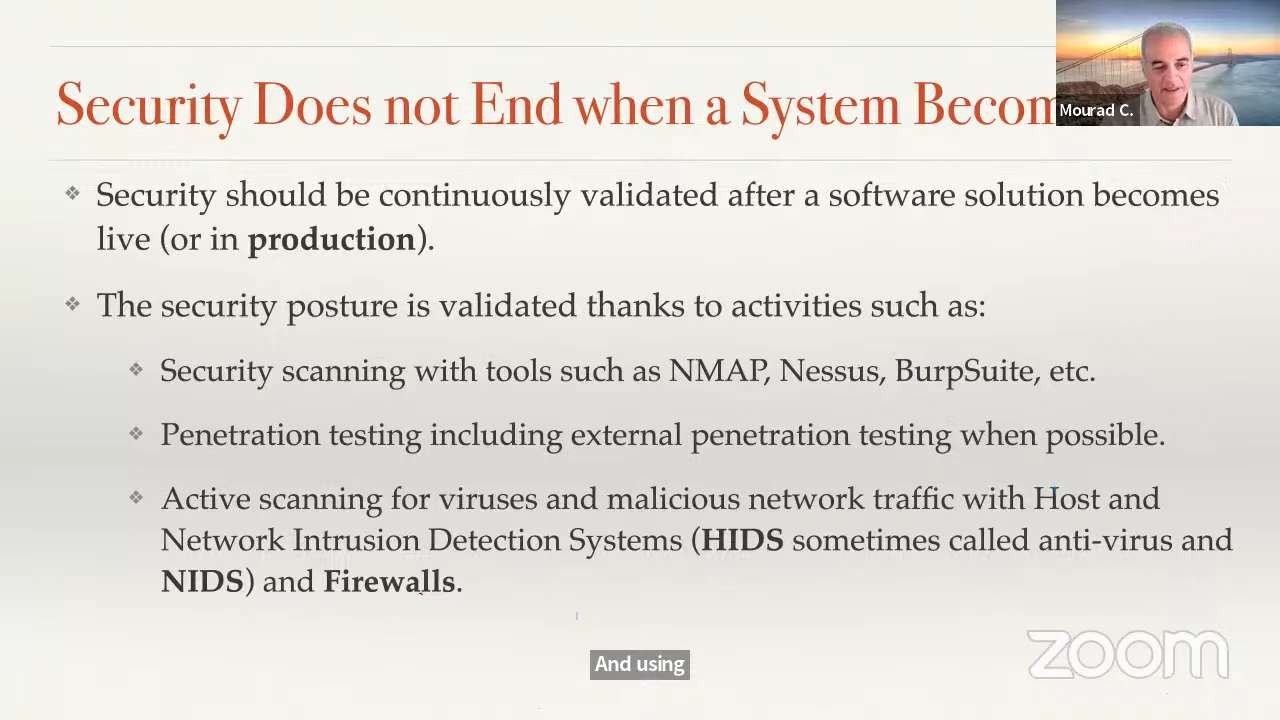 Security Does not End when a System Becom
Mourad C.
❖ Security should be continuously validated after a software solution becomes
live (or in production).
❖ The security posture is validated thanks to activities such as:
❖ Security scanning with tools such as NMAP, Nessus, BurpSuite, etc.
❖ Penetration testing including external penetration testing when possible.
❖ Active scanning for viruses and malicious network traffic with Host and
Network Intrusion Detection Systems (HIDS sometimes called anti-virus and
NIDS) and Firewalls.
And using
zoom